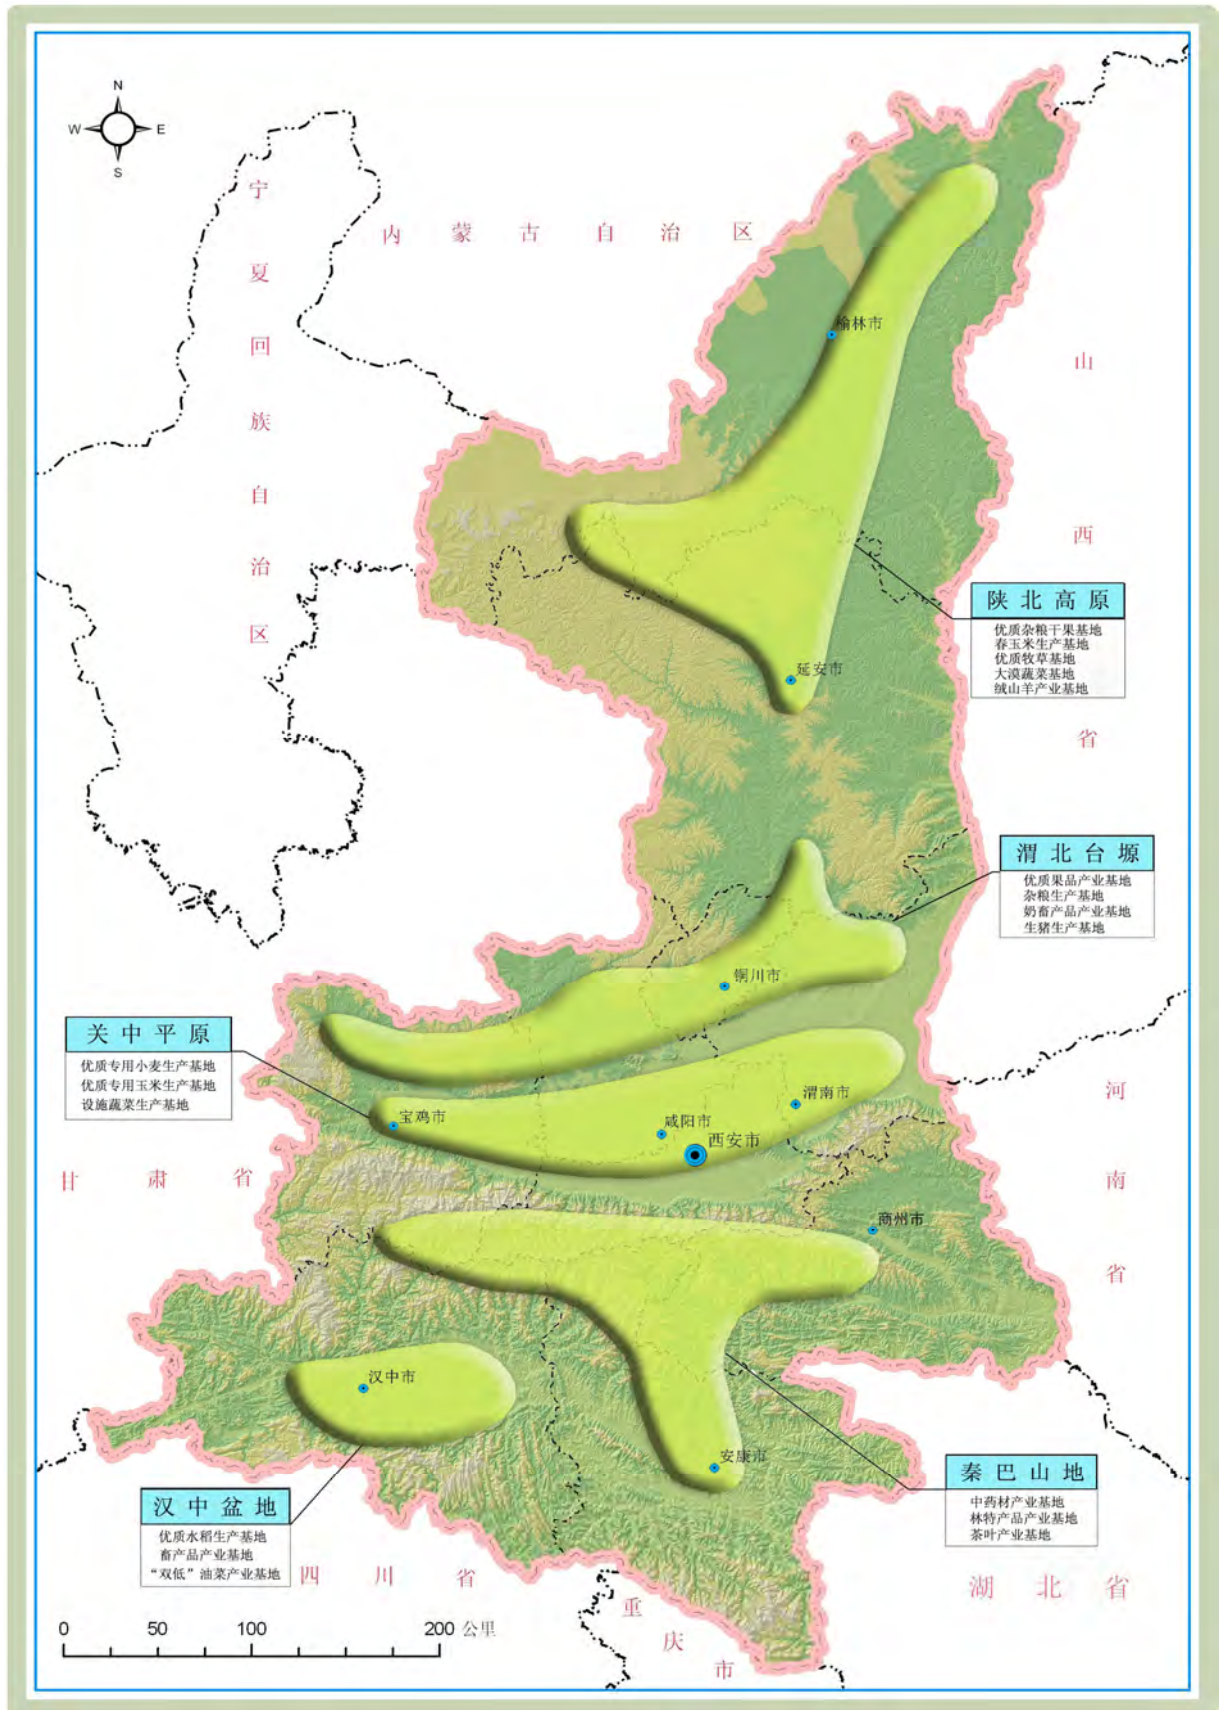 N
W
E
S
宁夏回族自治区
内蒙古自治区
山西省
榆林市
陕北高原
优质杂粮干果基地
春玉米生产基地
优质牧草基地
大漠蔬菜基地
绒山羊产业基地
延安市
渭北台塬
优质果品产业基地
杂粮生产基地
奶畜产品产业基地
生猪生产基地
铜川市
关中平原
优质专用小麦生产基地
优质专用玉米生产基地
设施蔬菜生产基地
宝鸡市
咸阳市
渭南市
西安市
河南省
甘肃省
商州市
汉中市
安康市
秦巴山地
中药材产业基地
林特产品产业基地
茶叶产业基地
汉中盆地
优质水稻生产基地
畜产品产业基地
“双低”油菜产业基地
四川省
重庆市
湖北省
0 50 100 200 公里